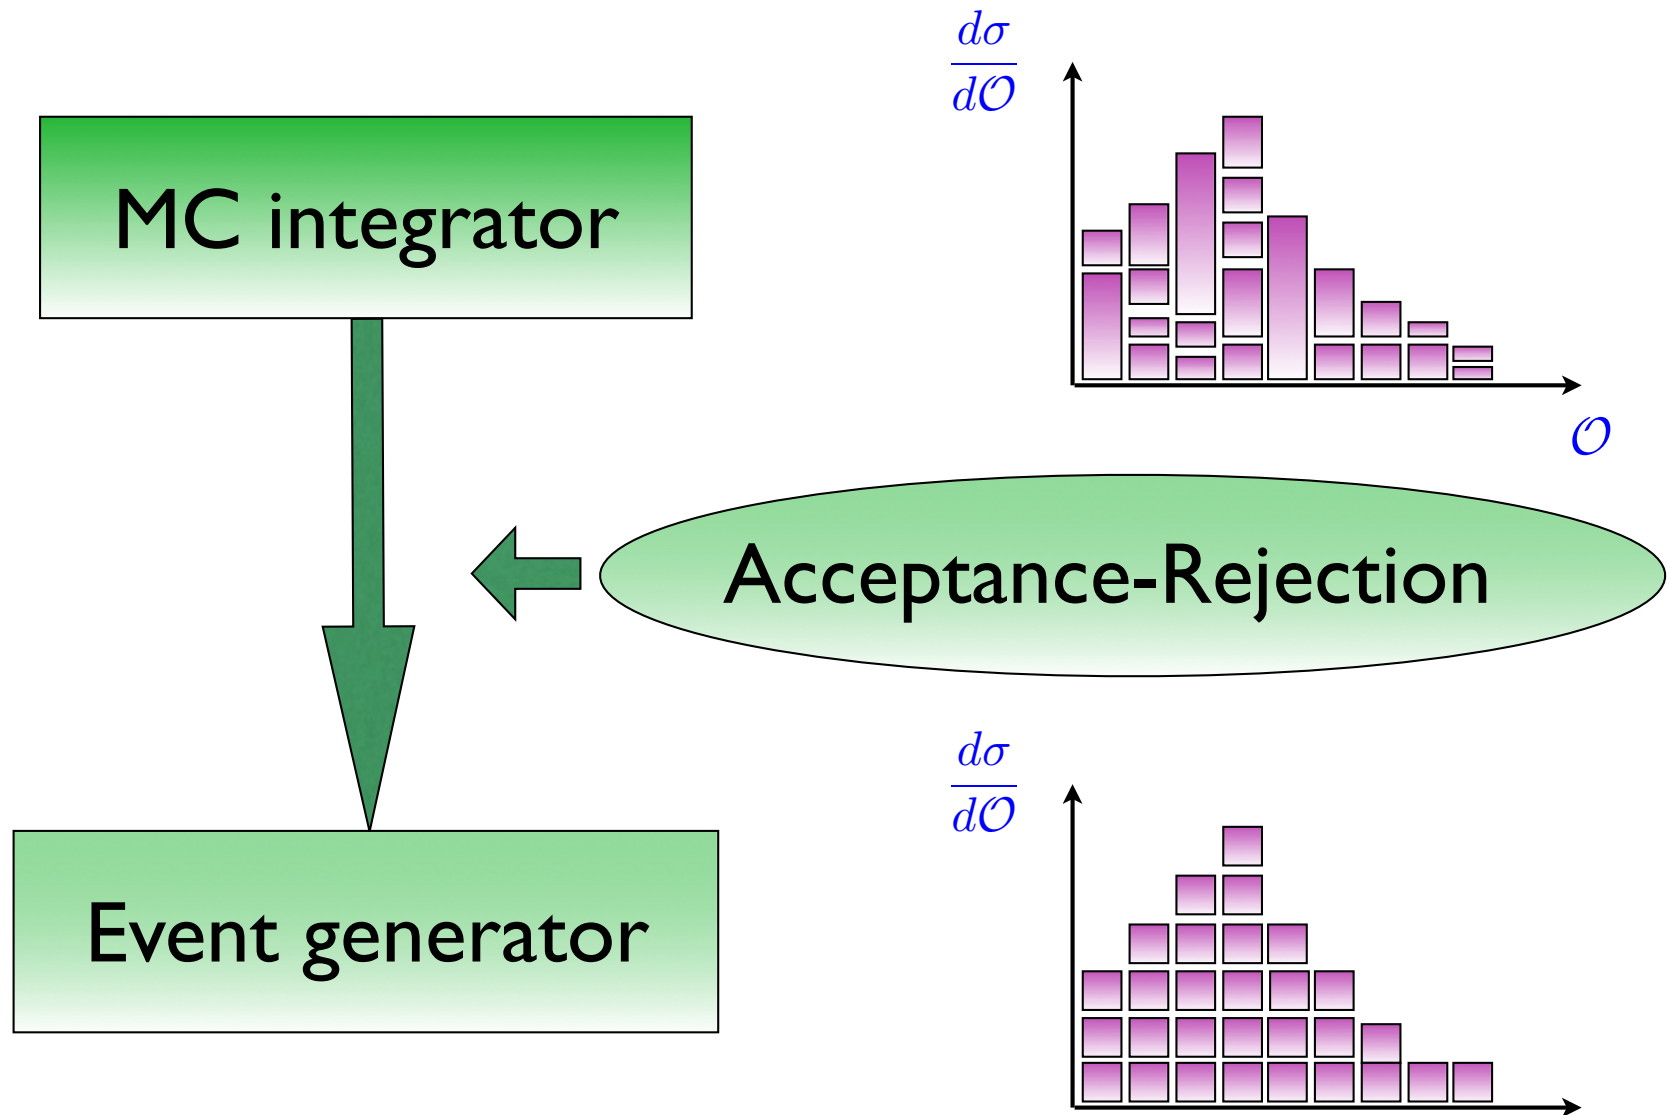 dσ
d𝒪
MC integrator
𝒪
Acceptance-Rejection
dσ
d𝒪
Event generator